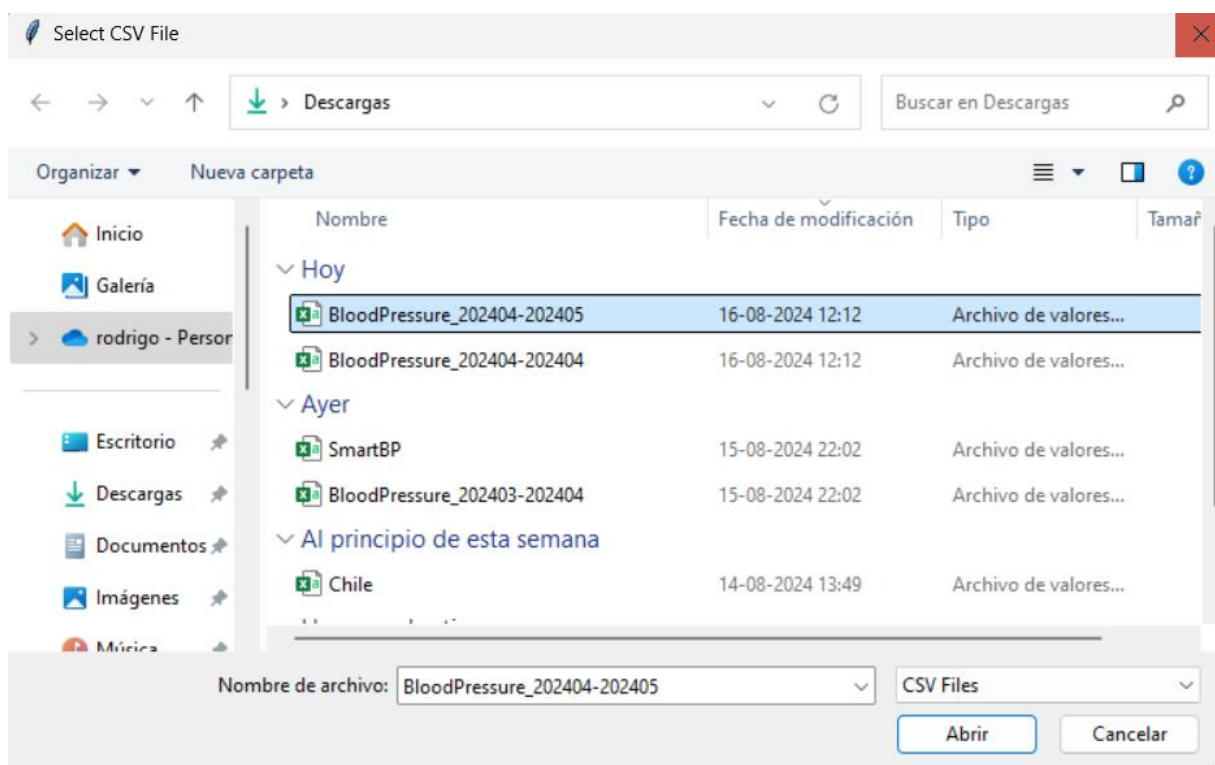 Select CSV File
Descargas
Buscar en Descargas
Organizar
Nueva carpeta
Nombre
Fecha de modificación
Tipo
Tamañ
Inicio
Galería
rodrigo - Person
Escritorio
Descargas
Documentos
Imágenes
Música
Hoy
BloodPressure_202404-202405 16-08-2024 12:12 Archivo de valores...
BloodPressure_202404-202404 16-08-2024 12:12 Archivo de valores...
Ayer
SmartBP 15-08-2024 22:02 Archivo de valores...
BloodPressure_202403-202404 15-08-2024 22:02 Archivo de valores...
Al principio de esta semana
Chile 14-08-2024 13:49 Archivo de valores...
Nombre de archivo: BloodPressure_202404-202405
CSV Files
Abrir
Cancelar